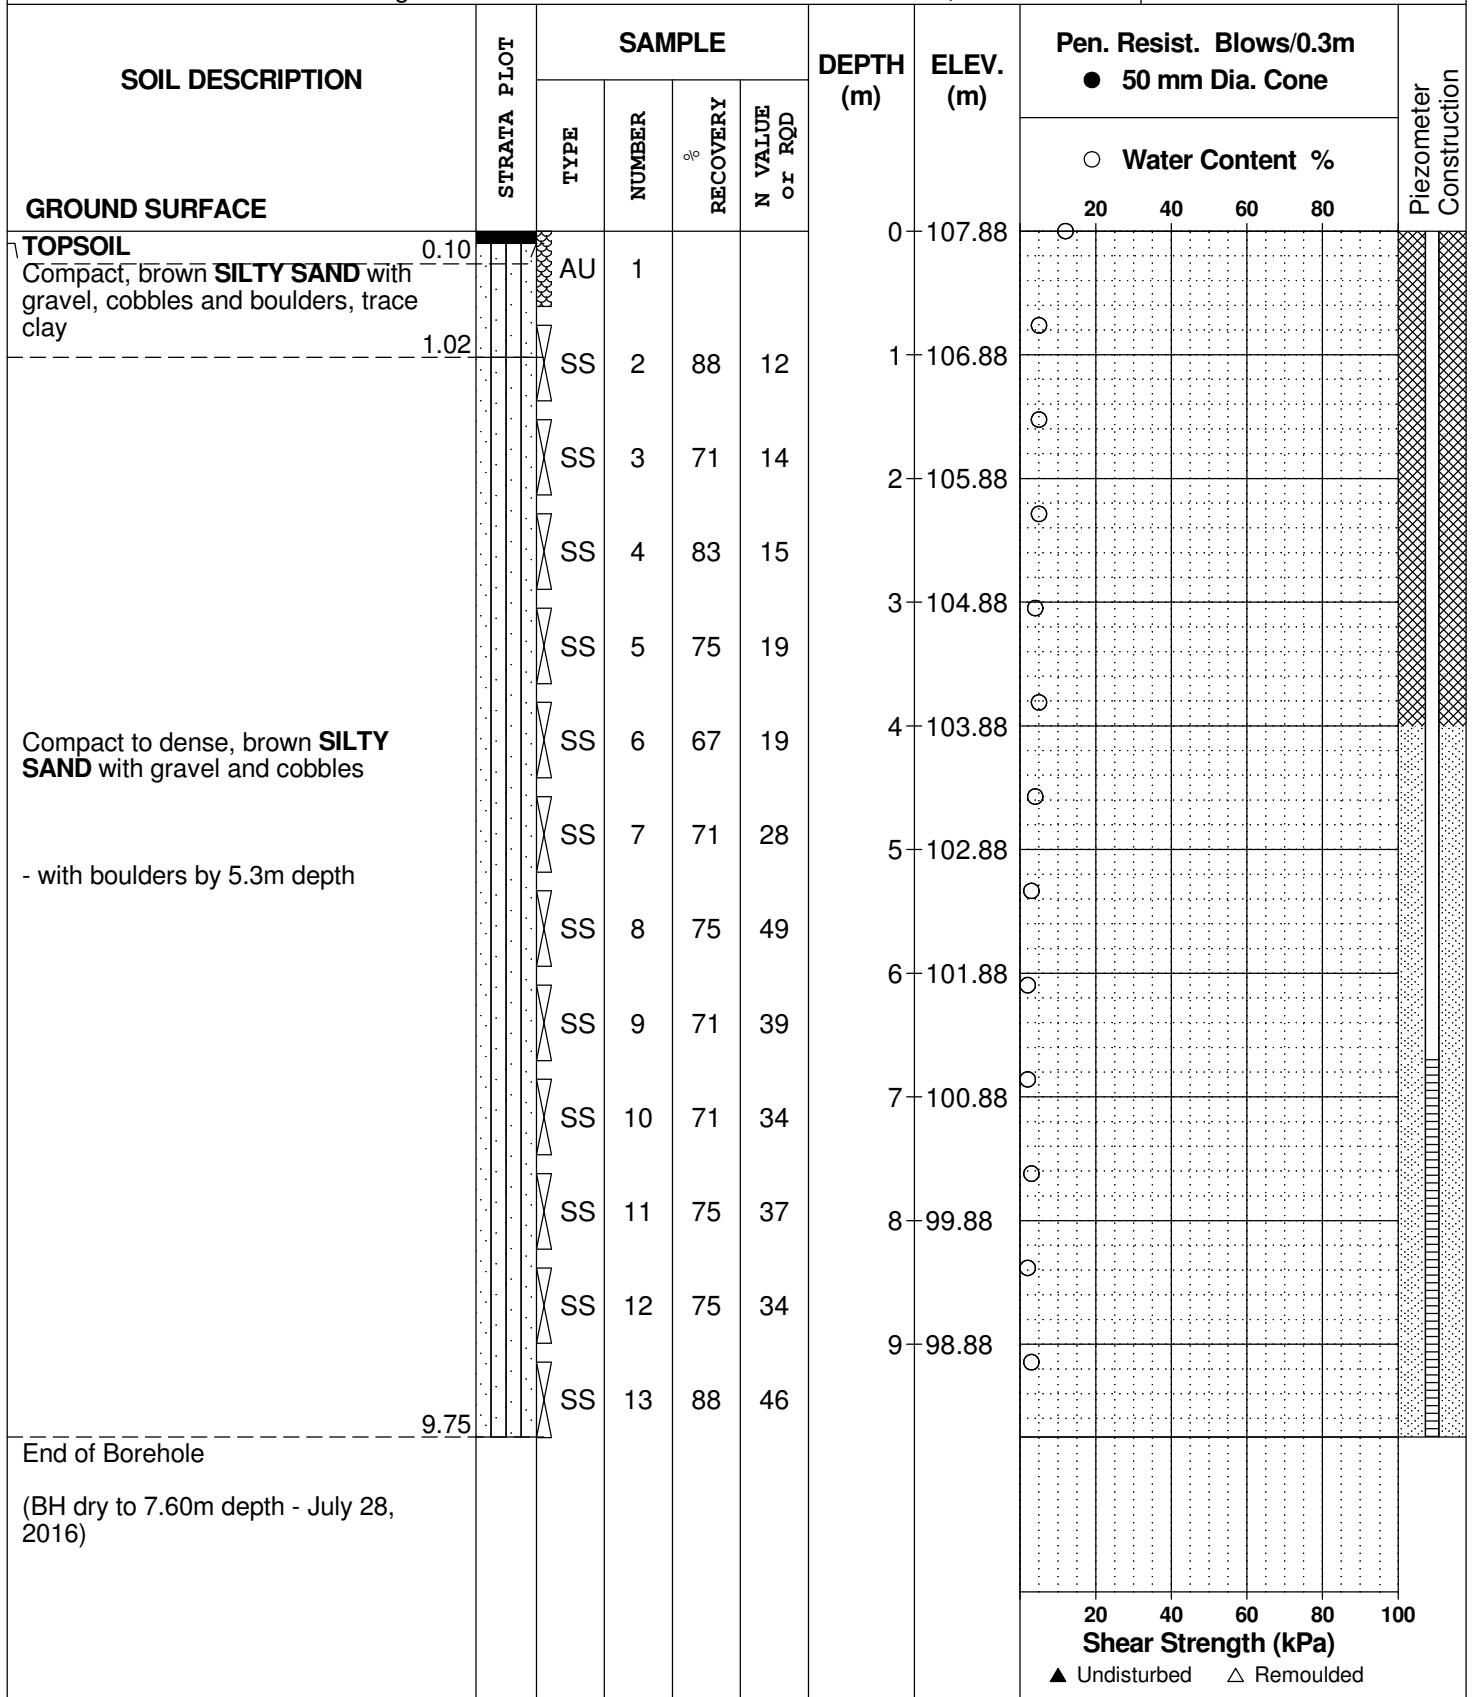 SOIL DESCRIPTION
GROUND SURFACE
STRATA PLOT
SAMPLE
TYPE
NUMBER
%
RECOVERY
N VALUE
or RQD
DEPTH
(m)
ELEV.
(m)
Pen. Resist. Blows/0.3m
● 50 mm Dia. Cone
○ Water Content %
20 40 60 80
Piezometer
Construction
TOPSOIL 0.10
Compact, brown SILTY SAND with
gravel, cobbles and boulders, trace
clay
1.02
Compact to dense, brown SILTY
SAND with gravel and cobbles
- with boulders by 5.3m depth
9.75
End of Borehole
(BH dry to 7.60m depth - July 28,
2016)
AU 1
SS 2 88 12
SS 3 71 14
SS 4 83 15
SS 5 75 19
SS 6 67 19
SS 7 71 28
SS 8 75 49
SS 9 71 39
SS 10 71 34
SS 11 75 37
SS 12 75 34
SS 13 88 46
0 107.88
1 106.88
2 105.88
3 104.88
4 103.88
5 102.88
6 101.88
7 100.88
8 99.88
9 98.88
20 40 60 80 100
Shear Strength (kPa)
▲ Undisturbed △ Remoulded